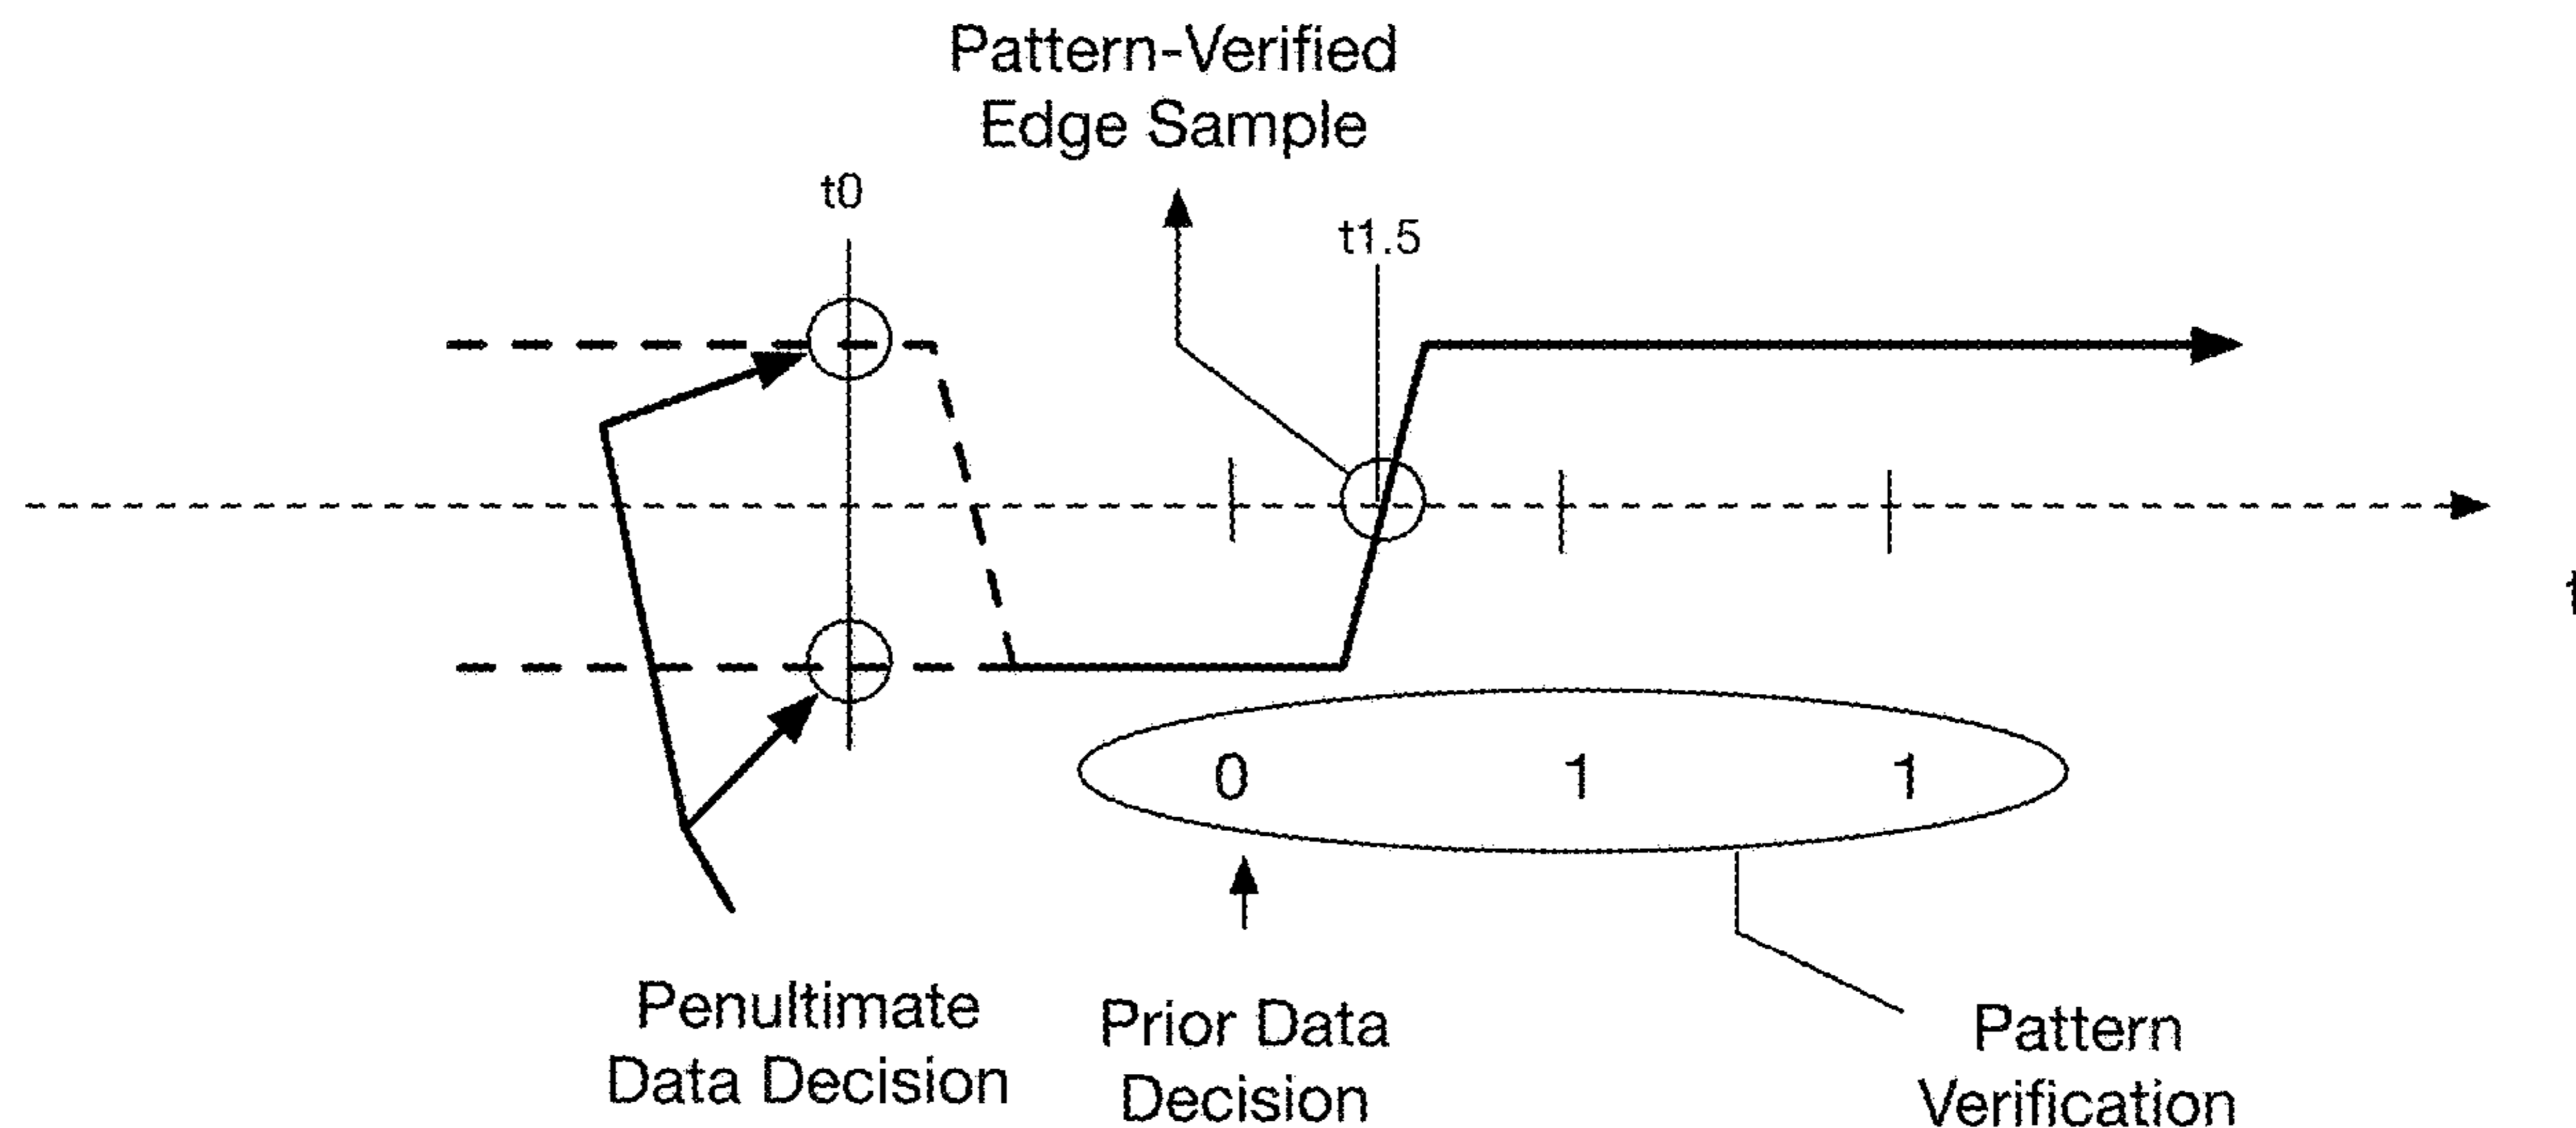 Pattern-Verified
Edge Sample
t0
t1.5
t
0 1 1
Penultimate
Data Decision
Prior Data
Decision
Pattern
Verification